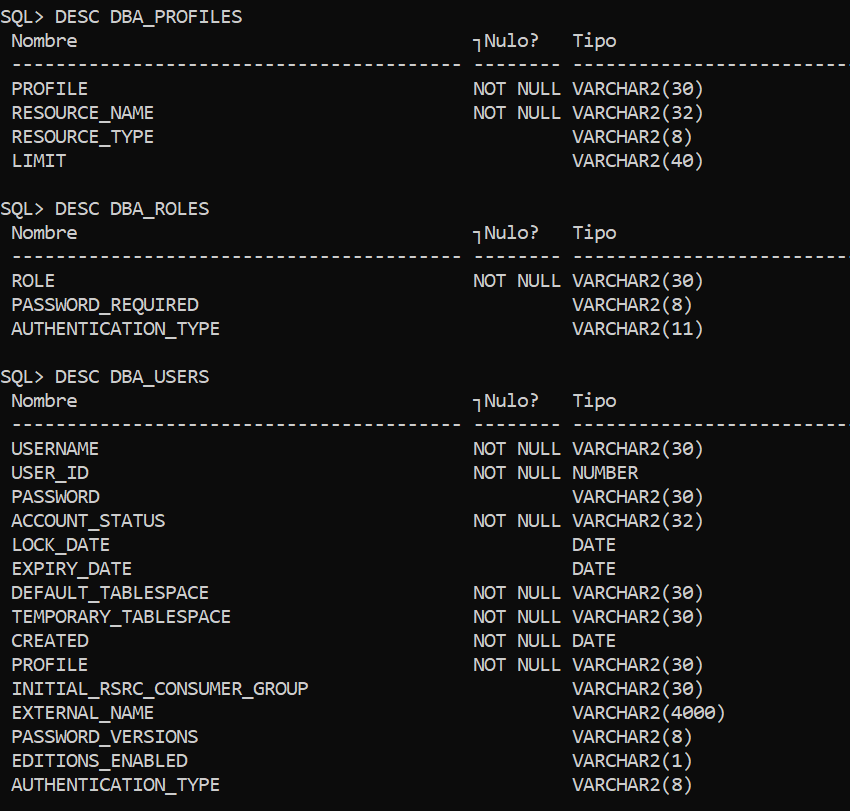 SQL> DESC DBA_PROFILES
 Nombre                                    ┐Nulo?   Tipo
 ----------------------------------------- -------- -------------------------
 PROFILE                                   NOT NULL VARCHAR2(30)
 RESOURCE_NAME                             NOT NULL VARCHAR2(32)
 RESOURCE_TYPE                                      VARCHAR2(8)
 LIMIT                                              VARCHAR2(40)

SQL> DESC DBA_ROLES
 Nombre                                    ┐Nulo?   Tipo
 ----------------------------------------- -------- -------------------------
 ROLE                                      NOT NULL VARCHAR2(30)
 PASSWORD_REQUIRED                                  VARCHAR2(8)
 AUTHENTICATION_TYPE                                VARCHAR2(11)

SQL> DESC DBA_USERS
 Nombre                                    ┐Nulo?   Tipo
 ----------------------------------------- -------- -------------------------
 USERNAME                                  NOT NULL VARCHAR2(30)
 USER_ID                                   NOT NULL NUMBER
 PASSWORD                                           VARCHAR2(30)
 ACCOUNT_STATUS                            NOT NULL VARCHAR2(32)
 LOCK_DATE                                          DATE
 EXPIRY_DATE                                        DATE
 DEFAULT_TABLESPACE                        NOT NULL VARCHAR2(30)
 TEMPORARY_TABLESPACE                      NOT NULL VARCHAR2(30)
 CREATED                                   NOT NULL DATE
 PROFILE                                   NOT NULL VARCHAR2(30)
 INITIAL_RSRC_CONSUMER_GROUP                        VARCHAR2(30)
 EXTERNAL_NAME                                      VARCHAR2(4000)
 PASSWORD_VERSIONS                                  VARCHAR2(8)
 EDITIONS_ENABLED                                   VARCHAR2(1)
 AUTHENTICATION_TYPE                                VARCHAR2(8)